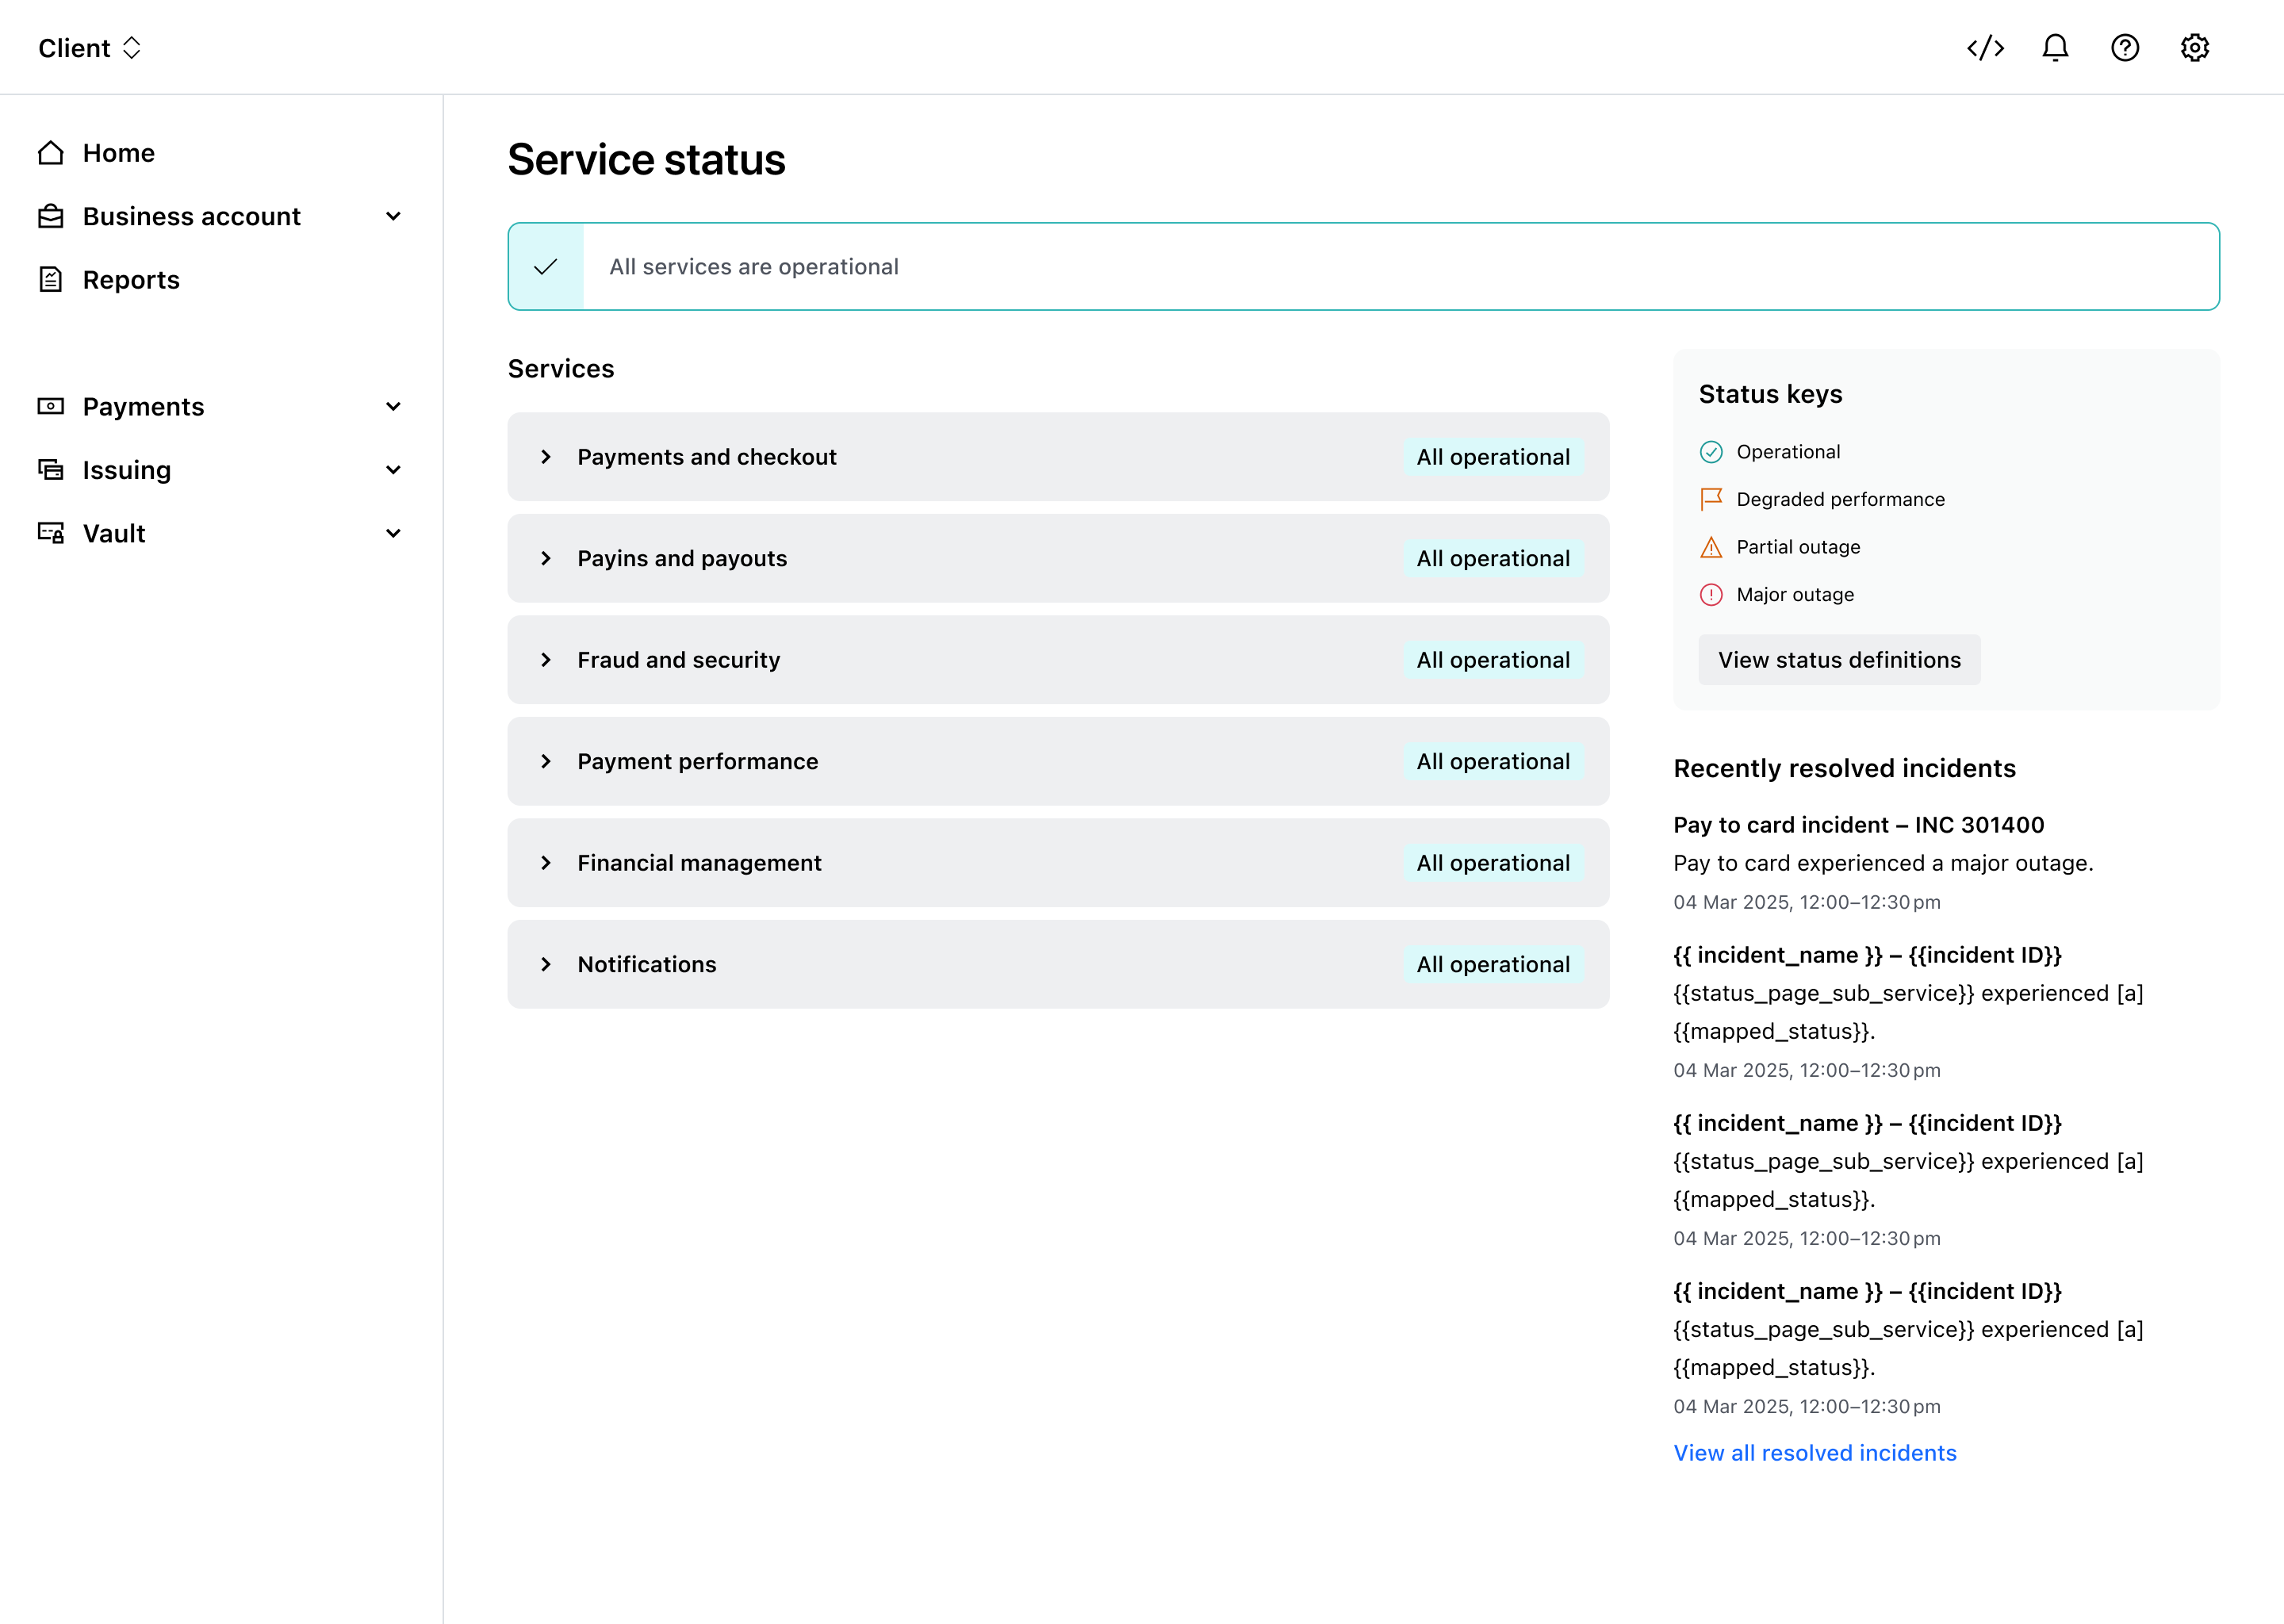 Client
Home
Business account
Reports
Payments
Issuing
Vault
Service status
All services are operational
Services
Payments and checkout
All operational
Payins and payouts
All operational
Fraud and security
All operational
Payment performance
All operational
Financial management
All operational
Notifications
All operational
Status keys
Operational
Degraded performance
Partial outage
Major outage
View status definitions
Recently resolved incidents
Pay to card incident – INC 301400
Pay to card experienced a major outage.
04 Mar 2025, 12:00–12:30 pm
{{ incident_name }} – {{incident ID}}
{{status_page_sub_service}} experienced [a]
{{mapped_status}}.
04 Mar 2025, 12:00–12:30 pm
{{ incident_name }} – {{incident ID}}
{{status_page_sub_service}} experienced [a]
{{mapped_status}}.
04 Mar 2025, 12:00–12:30 pm
{{ incident_name }} – {{incident ID}}
{{status_page_sub_service}} experienced [a]
{{mapped_status}}.
04 Mar 2025, 12:00–12:30 pm
View all resolved incidents